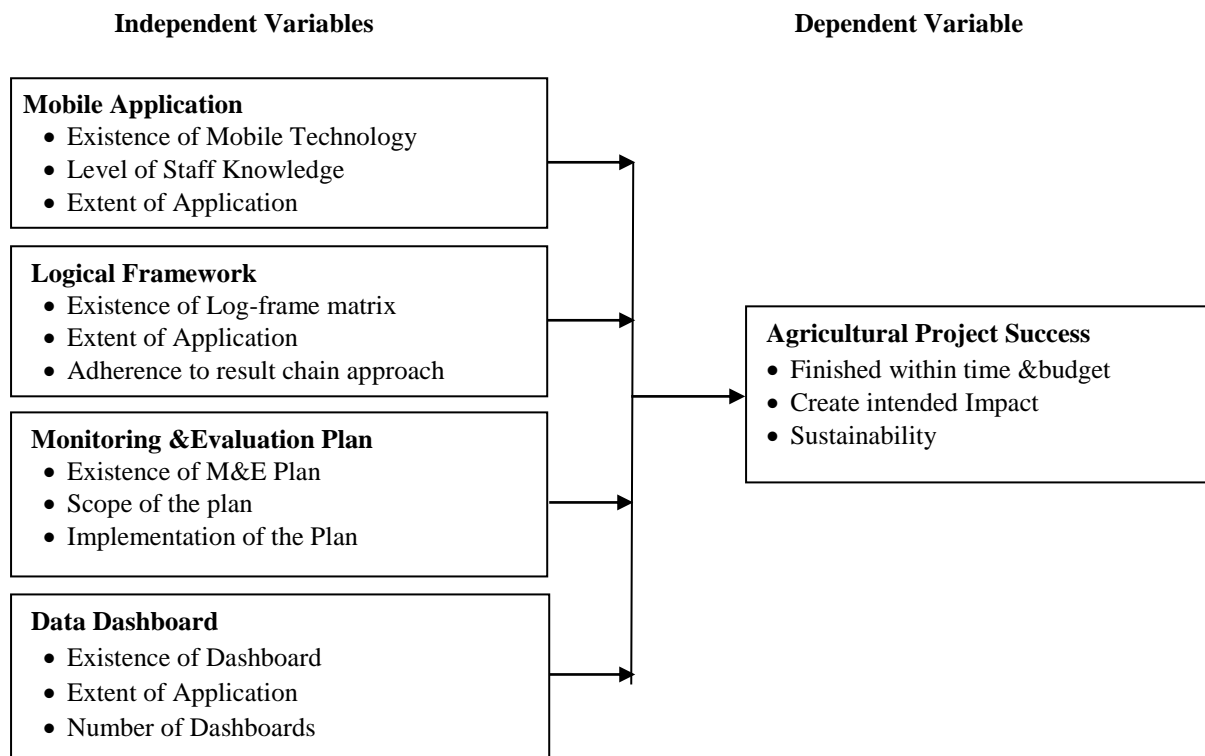 Independent Variables
Dependent Variable
Mobile Application
• Existence of Mobile Technology
• Level of Staff Knowledge
• Extent of Application
Logical Framework
• Existence of Log-frame matrix
• Extent of Application
• Adherence to result chain approach
Monitoring &Evaluation Plan
• Existence of M&E Plan
• Scope of the plan
• Implementation of the Plan
Data Dashboard
• Existence of Dashboard
• Extent of Application
• Number of Dashboards
Agricultural Project Success
• Finished within time &budget
• Create intended Impact
• Sustainability